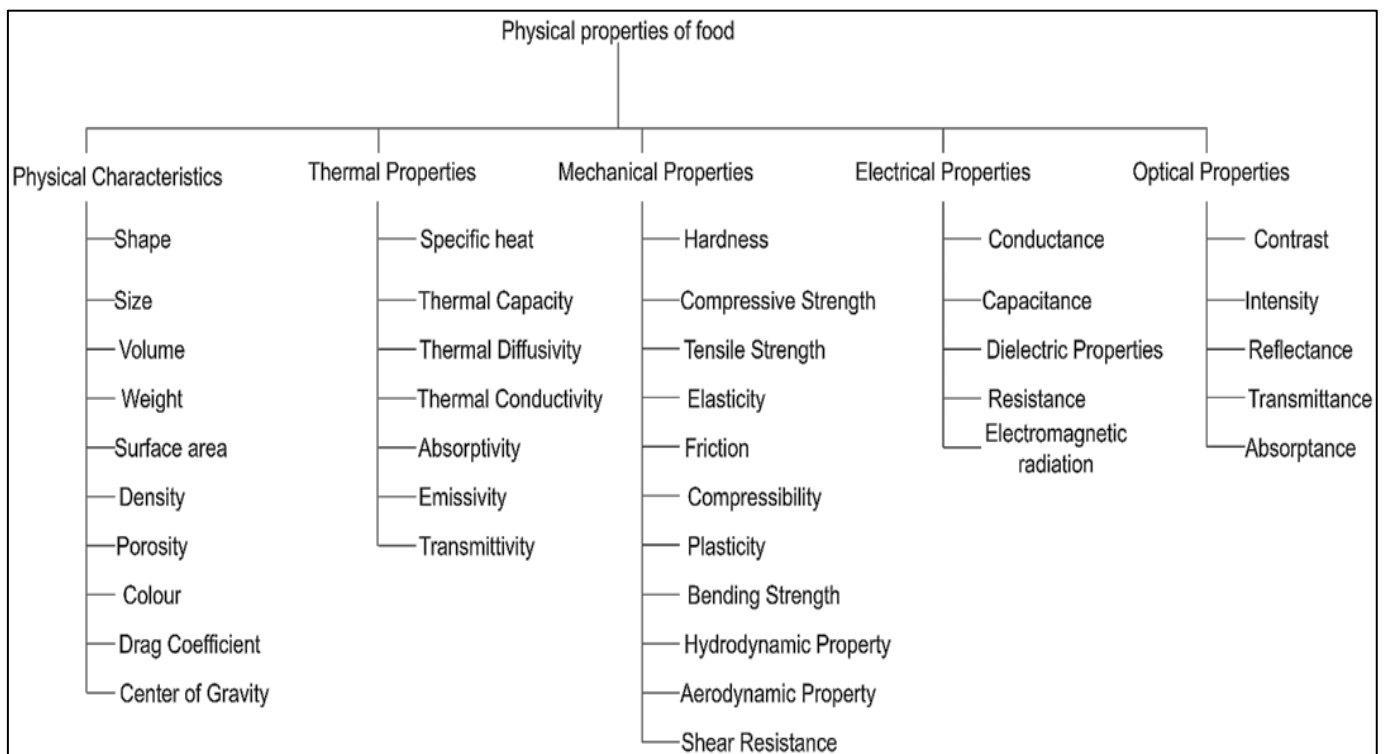 Physical properties of food
Physical Characteristics
Shape
Size
Volume
Weight
Surface area
Density
Porosity
Colour
Drag Coefficient
Center of Gravity
Thermal Properties
Specific heat
Thermal Capacity
Thermal Diffusivity
Thermal Conductivity
Absorptivity
Emissivity
Transmittivity
Mechanical Properties
Hardness
Compressive Strength
Tensile Strength
Elasticity
Friction
Compressibility
Plasticity
Bending Strength
Hydrodynamic Property
Aerodynamic Property
Shear Resistance
Electrical Properties
Conductance
Capacitance
Dielectric Properties
Resistance
Electromagnetic
radiation
Optical Properties
Contrast
Intensity
Reflectance
Transmittance
Absorptance